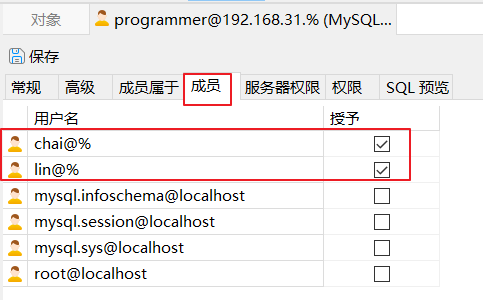 对象 programmer@192.168.31.% (MySQL...
保存
常规 高级 成员属于 成员 服务器权限 权限 SQL 预览
用户名 授予
chai@%
lin@%
mysql.infoschema@localhost
mysql.session@localhost
mysql.sys@localhost
root@localhost